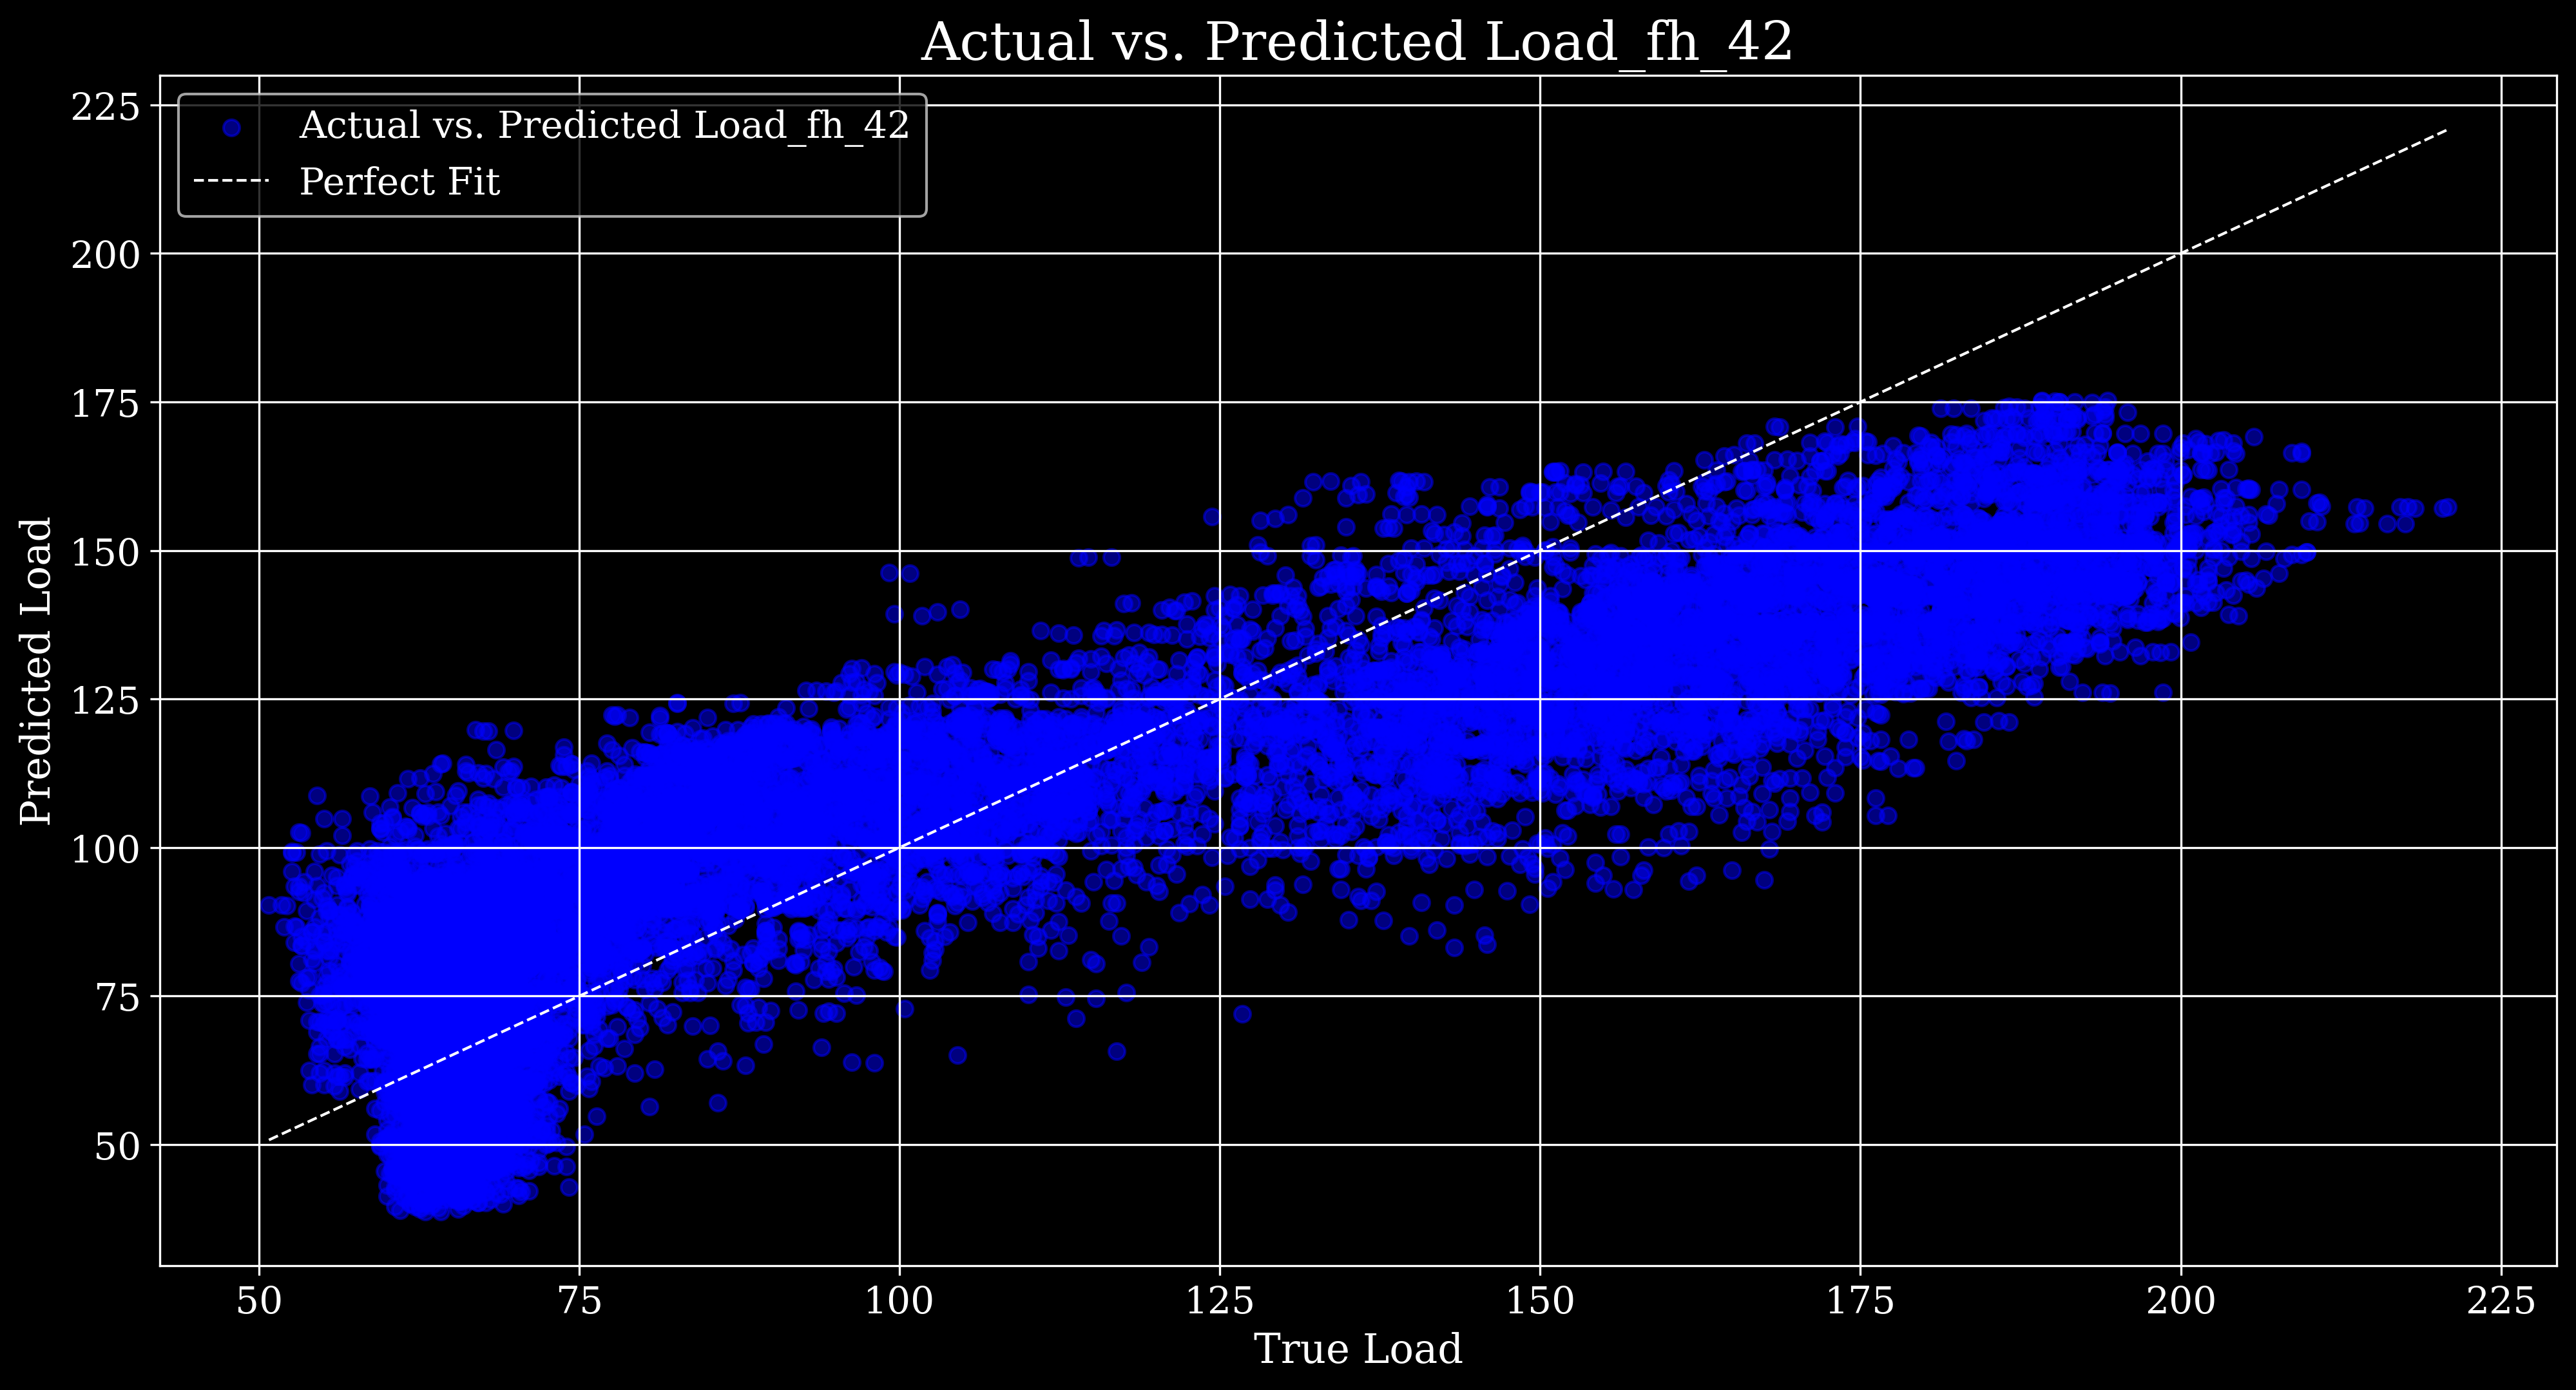 Actual vs. Predicted Load_fh_42
Actual vs. Predicted Load_fh_42
Perfect Fit
Predicted Load
225
200
175
150
125
100
75
50
50 75 100 125 150 175 200 225
True Load